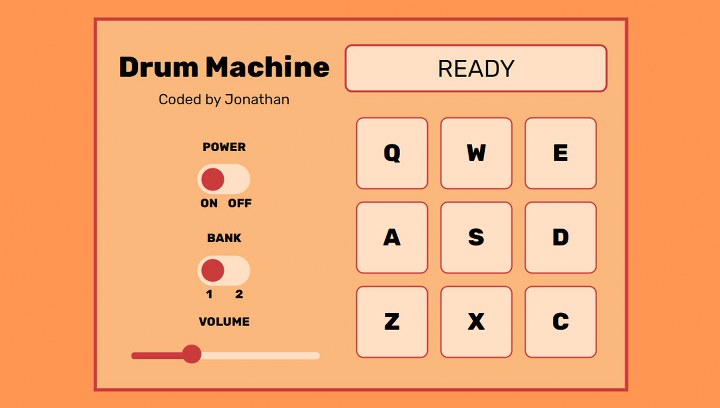 Drum Machine
Coded by Jonathan
POWER
ON OFF
BANK
1 2
VOLUME
READY
Q W E
A S D
Z X C